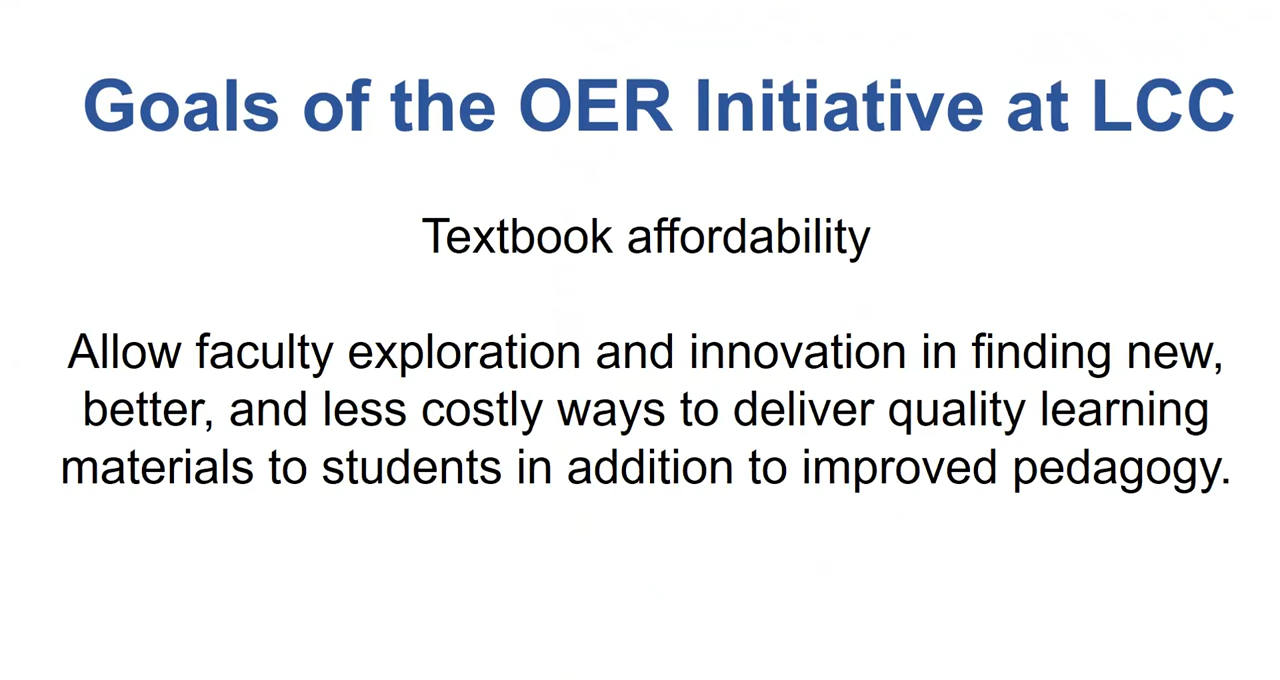 Goals of the OER Initiative at LCC
Textbook affordability
Allow faculty exploration and innovation in finding new,
better, and less costly ways to deliver quality learning
materials to students in addition to improved pedagogy.